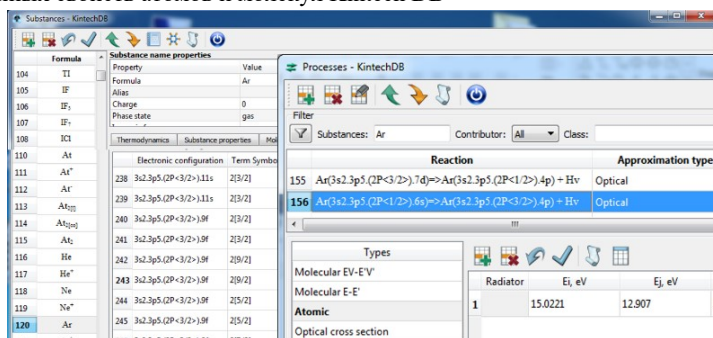 KintechDB
Substances - KintechDB
Formula
104 TI
105 IF
106 IF₅
107 IF₇
108 ICl
110 At
111 At⁺
112 At⁻
113
114
115 At₂
116 He
117 He⁺
118 Ne
119 Ne⁺
120 Ar
Substance name properties
Property Value
Formula Ar
Alias
Charge 0
Phase state gas
Thermodynamics Substance properties Mol
Electronic configuration Term Symbo
238 3s2.3p5.(2P<3/2>).11s 2[3/2]
239 3s2.3p5.(2P<3/2>).11s 2[3/2]
240 3s2.3p5.(2P<3/2>).9f 2[3/2]
241 3s2.3p5.(2P<3/2>).9f 2[3/2]
242 3s2.3p5.(2P<3/2>).9f 2[9/2]
243 3s2.3p5.(2P<3/2>).9f 2[9/2]
244 3s2.3p5.(2P<3/2>).9f 2[5/2]
245 3s2.3p5.(2P<3/2>).9f 2[5/2]
Processes - KintechDB
Filter
Substances: Ar Contributor: All Class:
Reaction Approximation type
155 Ar(3s2.3p5.(2P<3/2>).7d)=>Ar(3s2.3p5.(2P<1/2>).4p) + Hv Optical
156 Ar(3s2.3p5.(2P<1/2>).6s)=>Ar(3s2.3p5.(2P<3/2>).4p) + Hv Optical
Types
Molecular EV-E'V'
Molecular E-E'
Atomic
Optical cross section
Radiator Ei, eV Ej, eV
1 15.0221 12.907